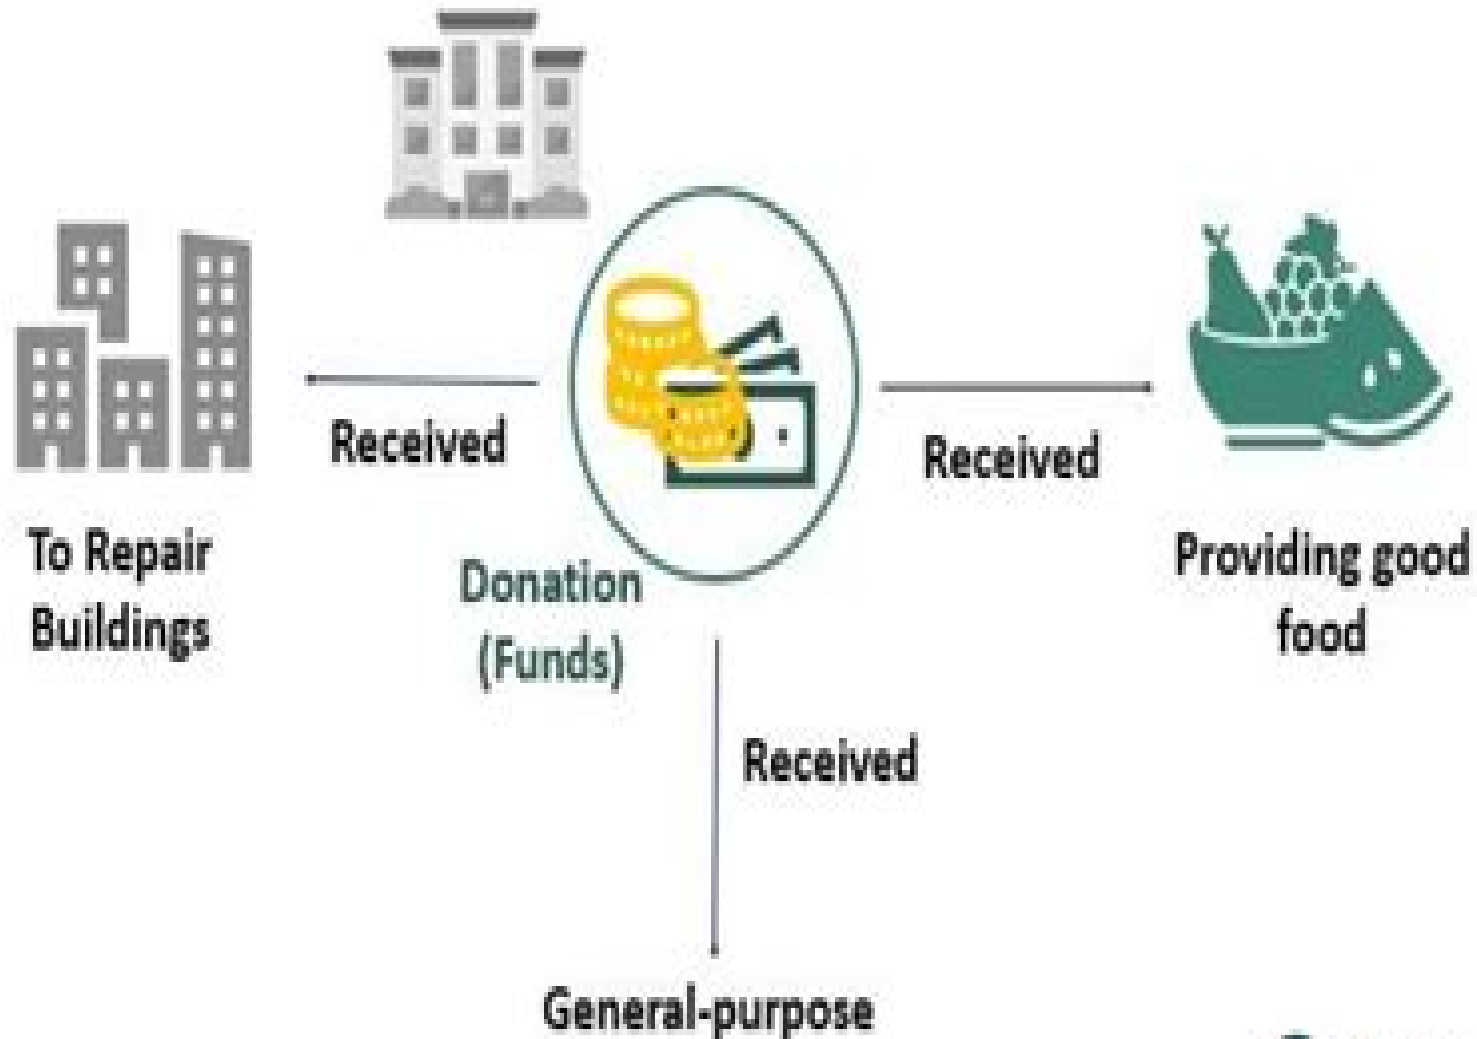 Received
Received
To Repair
Buildings
Donation
(Funds)
Providing good
food
Received
General-purpose